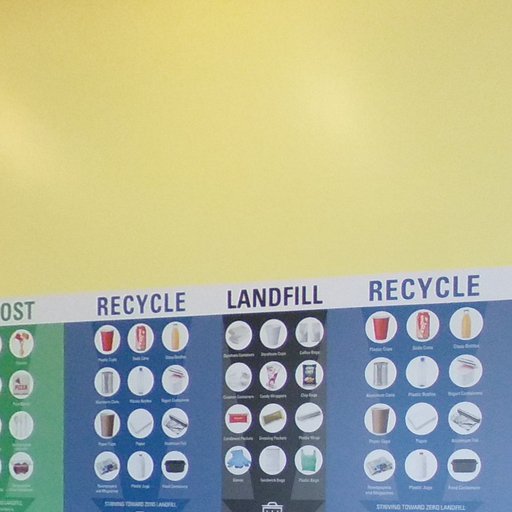 OST
RECYCLE
LANDFILL
RECYCLE
Plastic Cups
Soda Cans
Glass Bottles
Styrofoam Containers
Styrofoam Cups
Coffee Bags
Plastic Cups
Soda Cans
Glass Bottles
PIZZA
Aluminum Cans
Plastic Bottles
Yogurt Containers
Creamer Containers
Candy Wrappers
Chip Bags
Aluminum Cans
Plastic Bottles
Yogurt Containers
Paper Cups
Paper
Aluminum Foil
Condiment Packets
Dressing Packets
Plastic Wrap
Paper Cups
Paper
Aluminum Foil
Newspapers and Magazines
Plastic Jugs
Food Containers
Gloves
Sandwich Bags
Plastic Bags
Newspapers and Magazines
Plastic Jugs
Food Containers
STRIVING TOWARD ZERO LANDFILL
STRIVING TOWARD ZERO LANDFILL